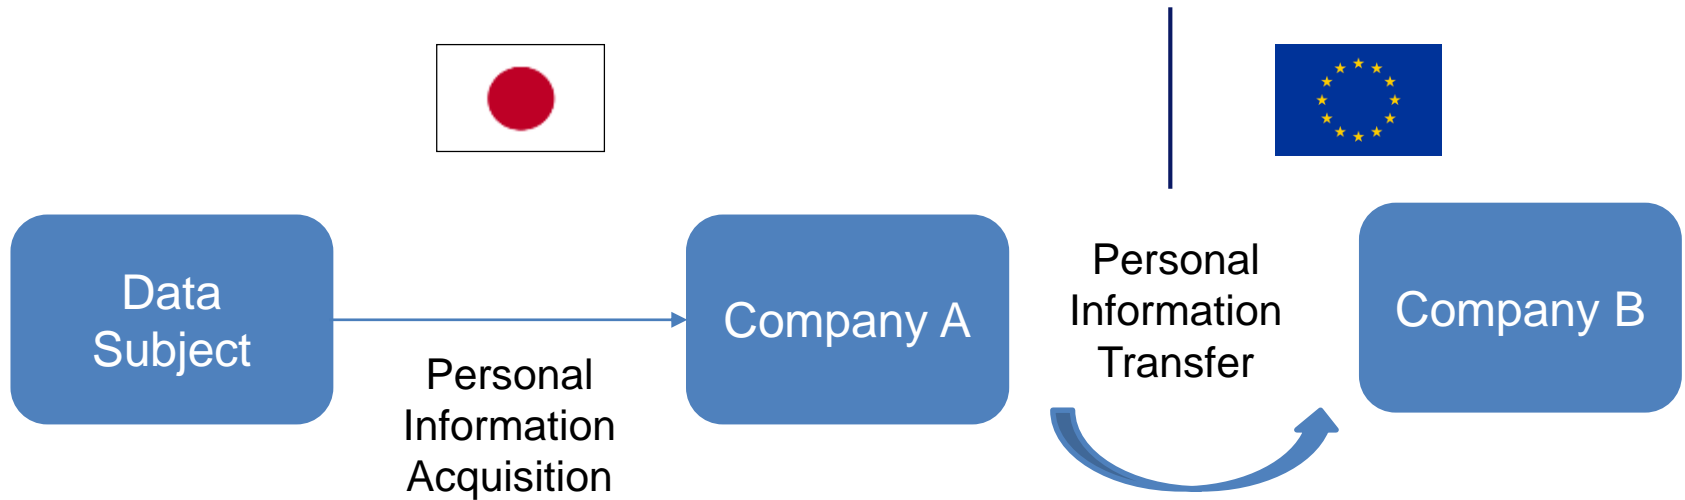 Data
Subject
Personal
Information
Acquisition
Company A
Personal
Information
Transfer
Company B